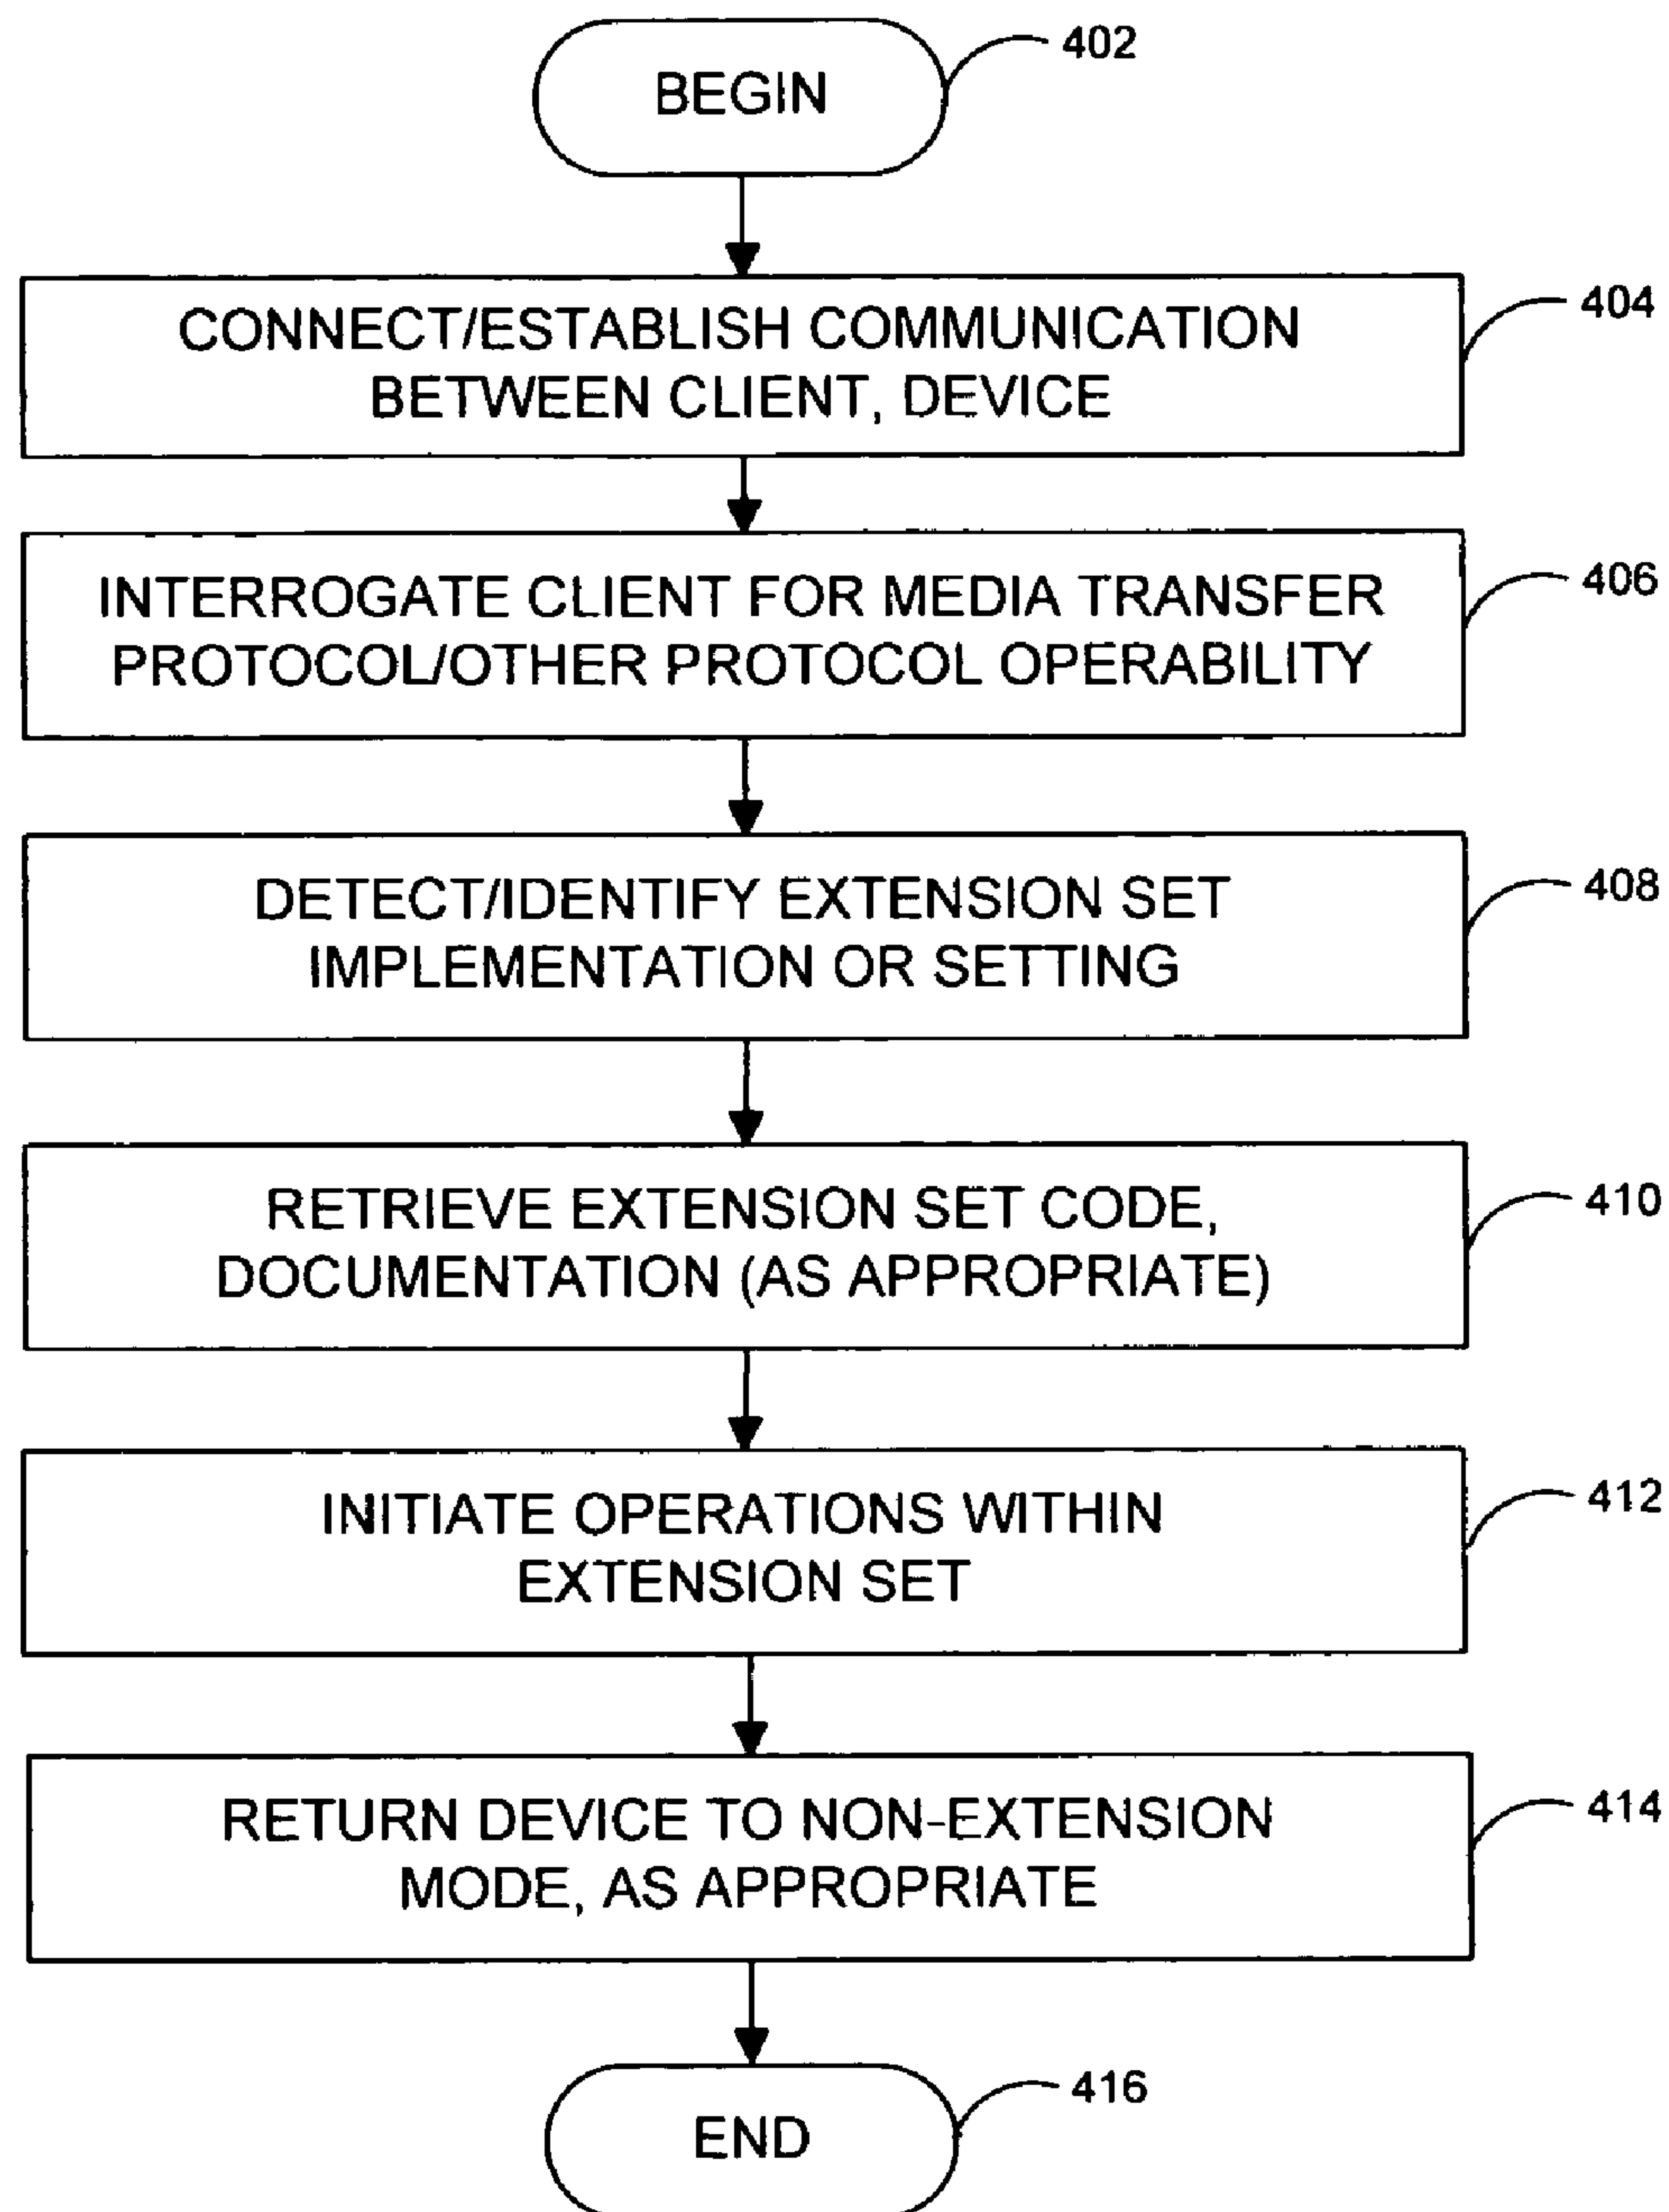 BEGIN
402
CONNECT/ESTABLISH COMMUNICATION
BETWEEN CLIENT, DEVICE
404
INTERROGATE CLIENT FOR MEDIA TRANSFER
PROTOCOL/OTHER PROTOCOL OPERABILITY
406
DETECT/IDENTIFY EXTENSION SET
IMPLEMENTATION OR SETTING
408
RETRIEVE EXTENSION SET CODE,
DOCUMENTATION (AS APPROPRIATE)
410
INITIATE OPERATIONS WITHIN
EXTENSION SET
412
RETURN DEVICE TO NON-EXTENSION
MODE, AS APPROPRIATE
414
END
416